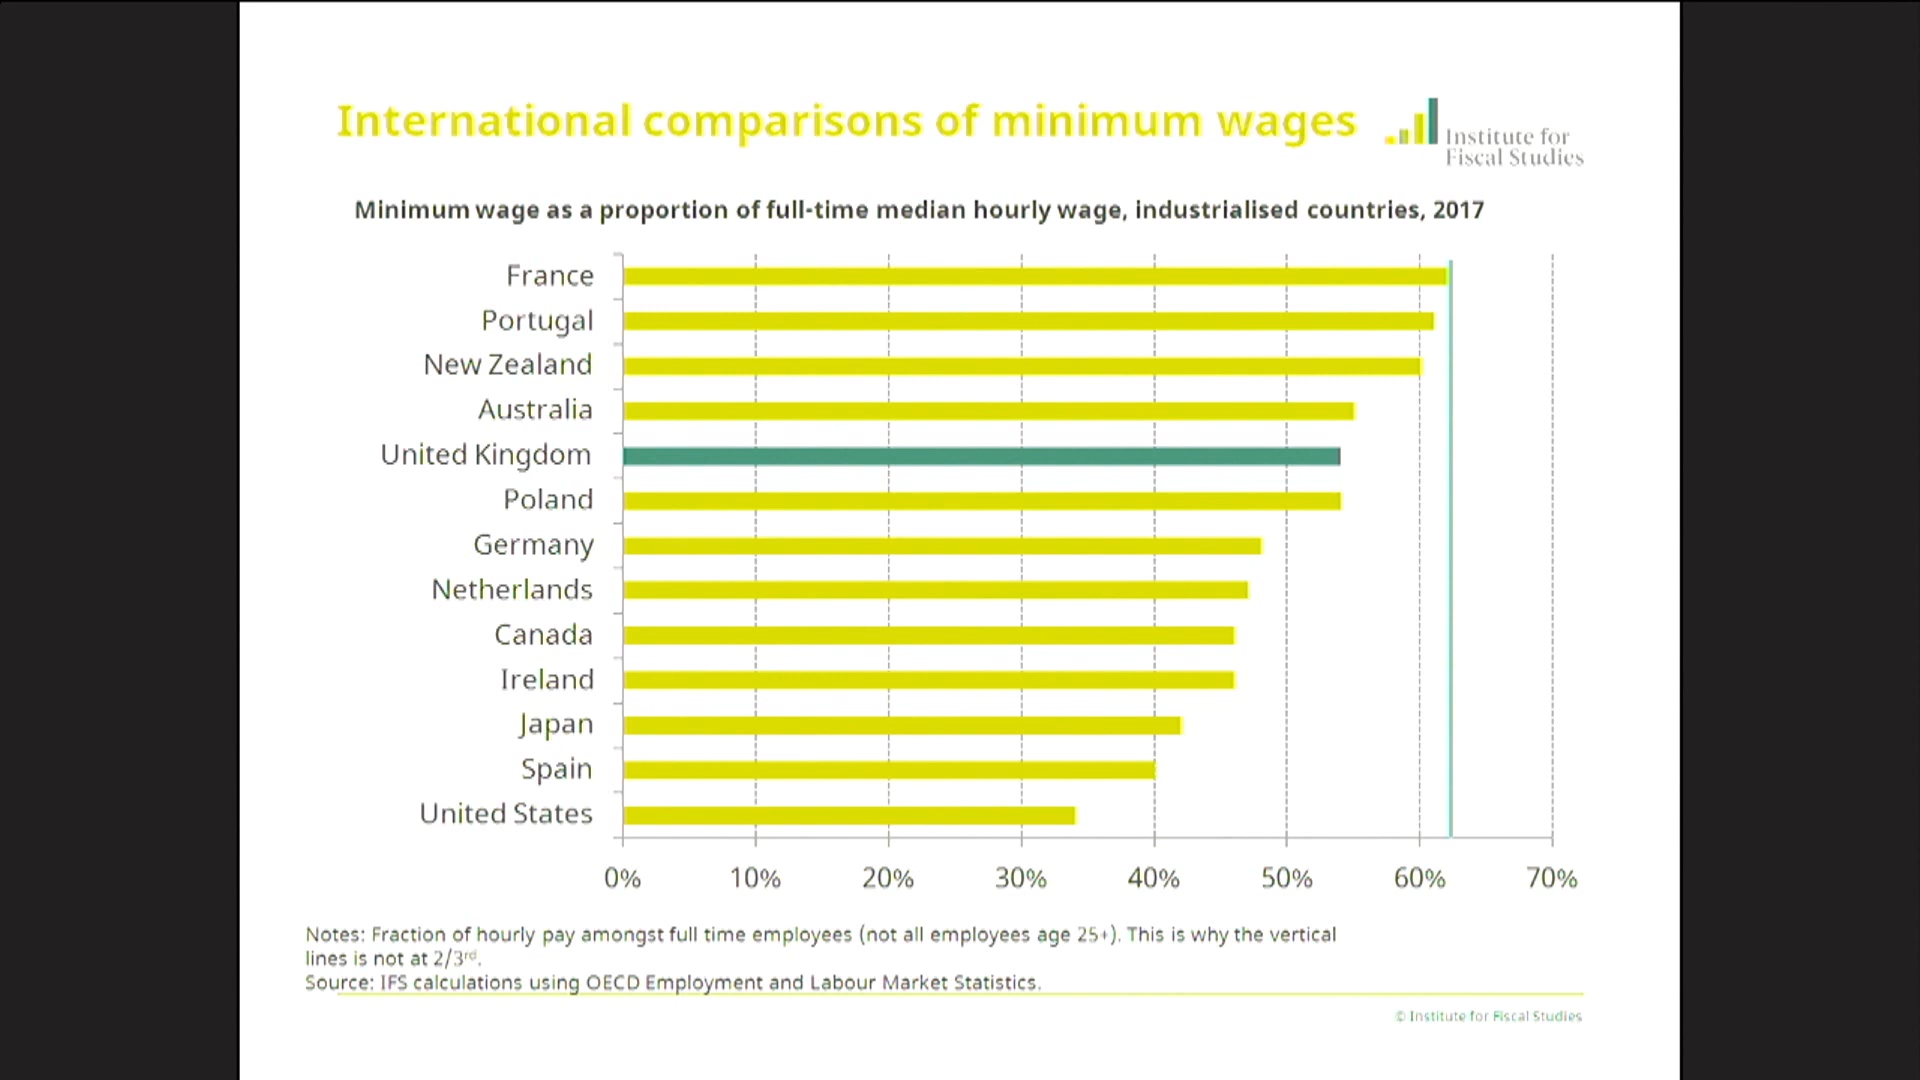 International comparisons of minimum wages
Institute for
Fiscal Studies
Minimum wage as a proportion of full-time median hourly wage, industrialised countries, 2017
France
Portugal
New Zealand
Australia
United Kingdom
Poland
Germany
Netherlands
Canada
Ireland
Japan
Spain
United States
0% 10% 20% 30% 40% 50% 60% 70%
Notes: Fraction of hourly pay amongst full time employees (not all employees age 25+). This is why the vertical
lines is not at 2/3rd.
Source: IFS calculations using OECD Employment and Labour Market Statistics.
© Institute for Fiscal Studies